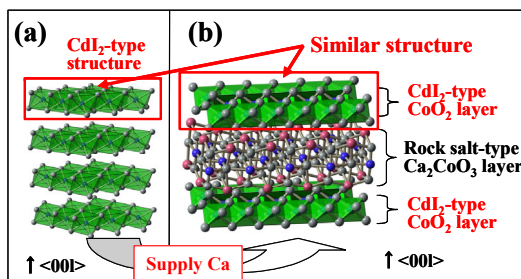 (a)
CdI2-type
structure
↑ <00l>
(b)
Similar structure
CdI2-type
CoO2 layer
Rock salt-type
Ca2CoO3 layer
CdI2-type
CoO2 layer
Supply Ca
↑ <00l>